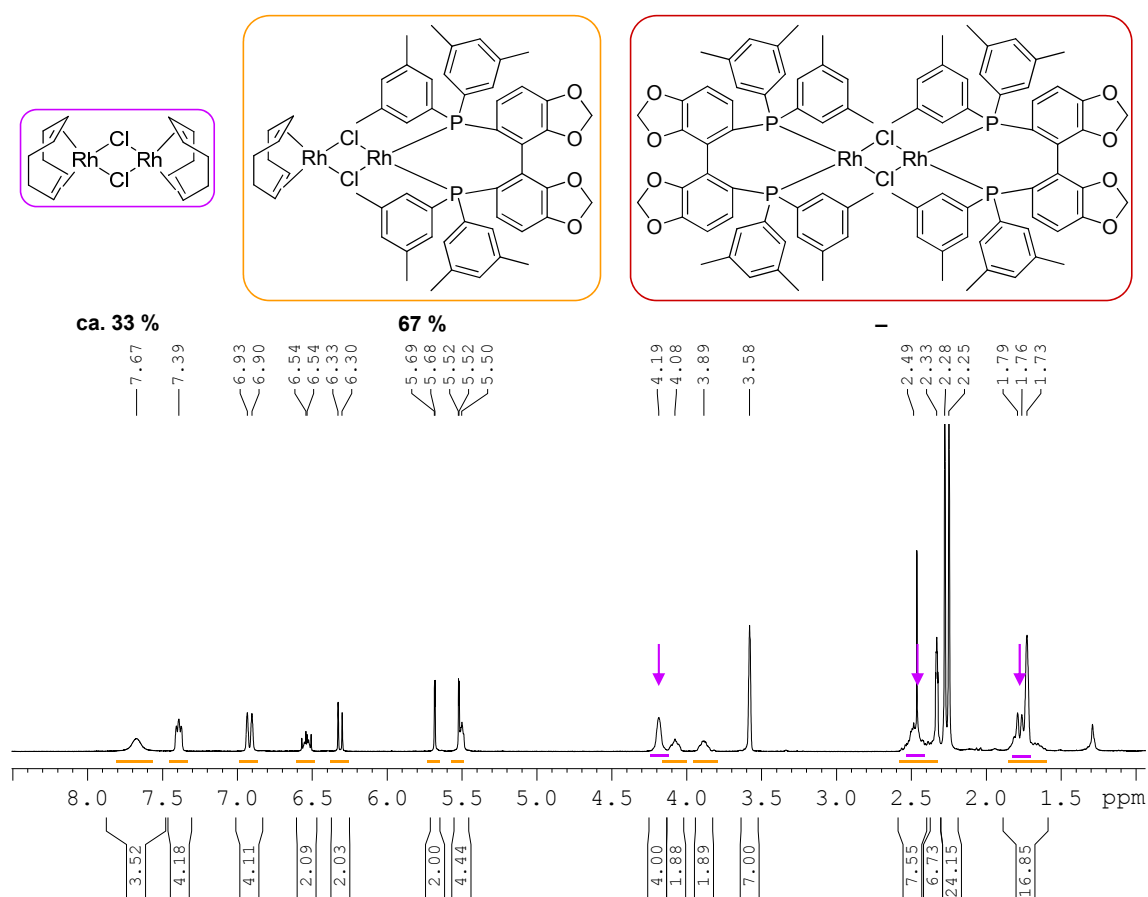 Cl
Rh Rh
Cl
Cl
Rh Rh
Cl
P
P
O
O
O
O
O
O
O
O
P
P
Rh Rh
Cl
Cl
P
P
O
O
O
O
ca. 33 %
67 %
–
7.67
7.39
6.93
6.90
6.54
6.54
6.33
6.30
5.69
5.68
5.52
5.52
5.50
4.19
4.08
3.89
3.58
2.49
2.33
2.28
2.25
1.79
1.76
1.73
8.0 7.5 7.0 6.5 6.0 5.5 5.0 4.5 4.0 3.5 3.0 2.5 2.0 1.5 ppm
3.52
4.18
4.11
2.09
2.03
2.00
4.44
4.00
1.88
1.89
7.00
7.55
6.73
24.15
16.85